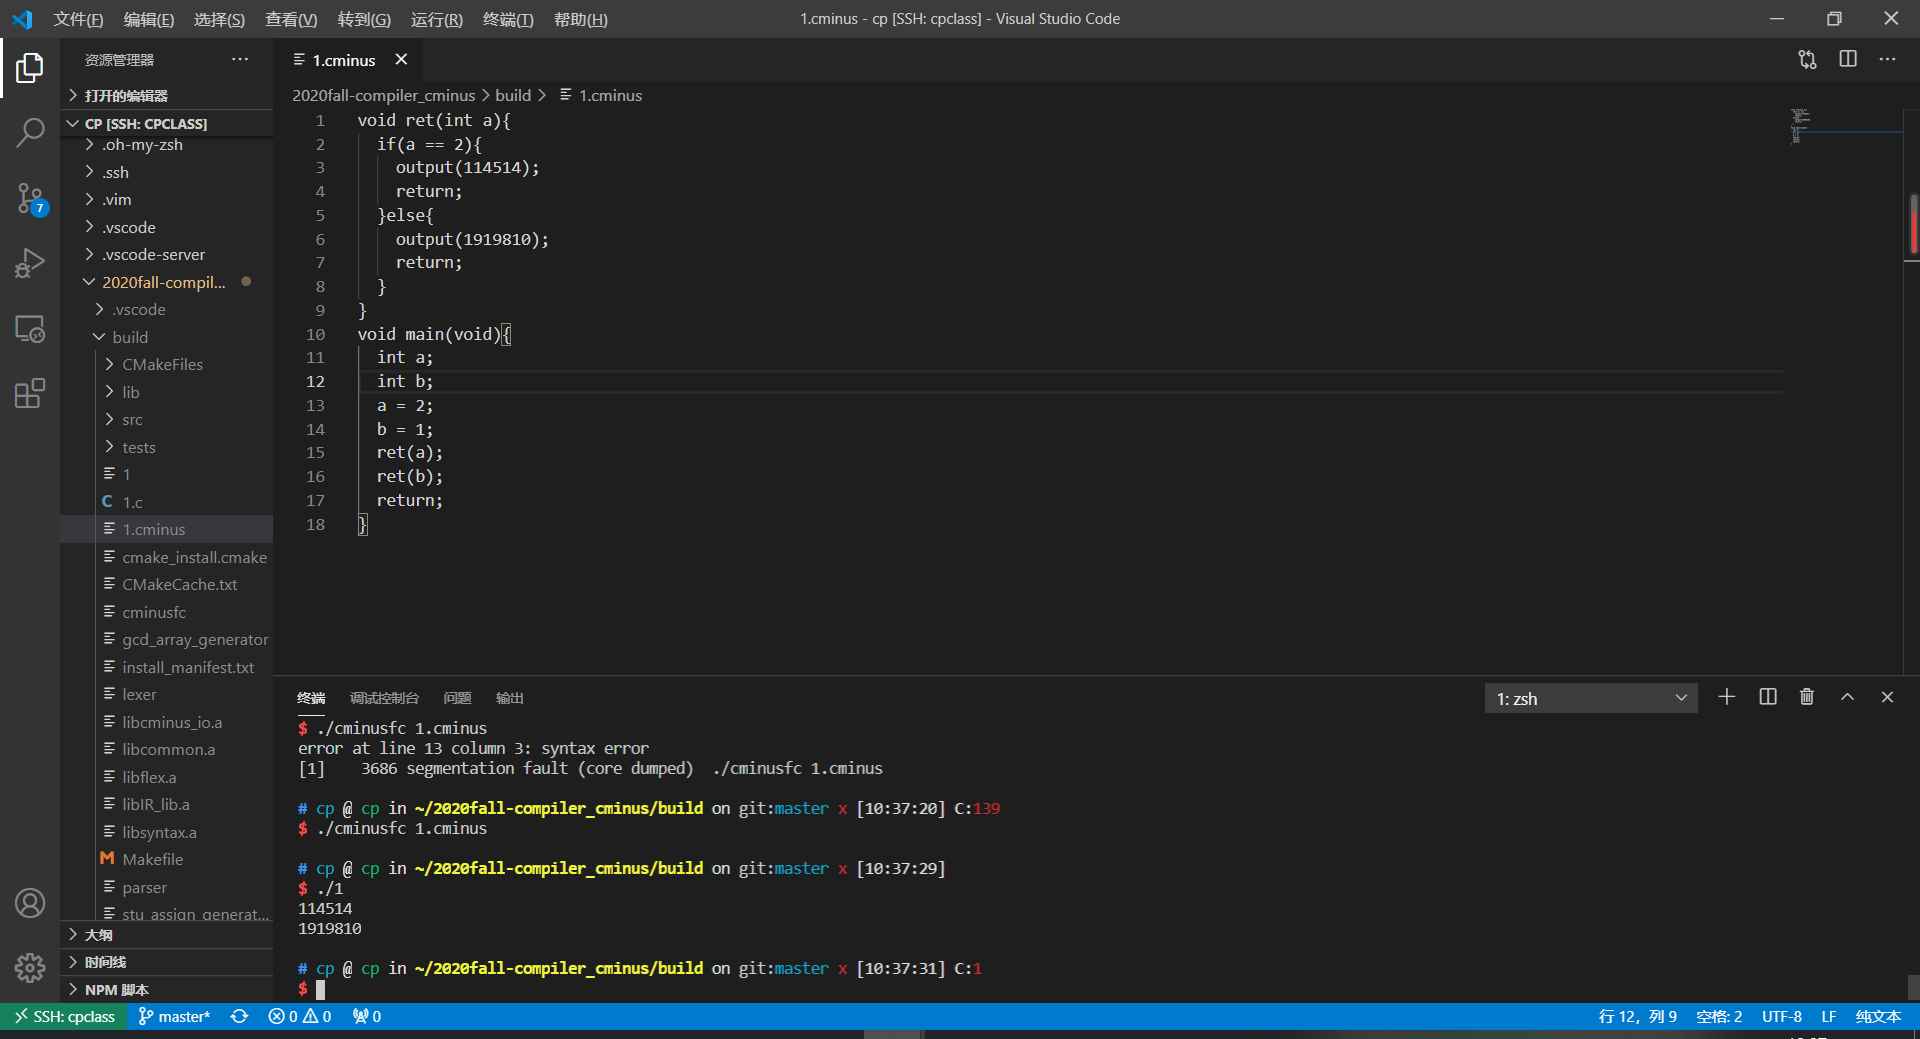 文件(F) 编辑(E) 选择(S) 查看(V) 转到(G) 运行(R) 终端(T) 帮助(H) 1.cminus - cp [SSH: cpclass] - Visual Studio Code
资源管理器
打开的编辑器
CP [SSH: CPCLASS]
.oh-my-zsh
.ssh
.vim
.vscode
.vscode-server
2020fall-compil...
.vscode
build
CMakeFiles
lib
src
tests
1
C 1.c
1.cminus
cmake_install.cmake
CMakeCache.txt
cminusfc
gcd_array_generator
install_manifest.txt
lexer
libcminus_io.a
libcommon.a
libflex.a
libIR_lib.a
libsyntax.a
M Makefile
parser
stu_assign_generat...
大纲
时间线
NPM 脚本
7
1.cminus
2020fall-compiler_cminus > build > 1.cminus
1 void ret(int a){
2 if(a == 2){
3 output(114514);
4 return;
5 }else{
6 output(1919810);
7 return;
8 }
9 }
10 void main(void){
11 int a;
12 int b;
13 a = 2;
14 b = 1;
15 ret(a);
16 ret(b);
17 return;
18 }
终端 调试控制台 问题 输出 1: zsh
$ ./cminusfc 1.cminus
error at line 13 column 3: syntax error
[1]    3686 segmentation fault (core dumped)  ./cminusfc 1.cminus
# cp @ cp in ~/2020fall-compiler_cminus/build on git:master x [10:37:20] C:139
$ ./cminusfc 1.cminus
# cp @ cp in ~/2020fall-compiler_cminus/build on git:master x [10:37:29]
$ ./1
114514
1919810
# cp @ cp in ~/2020fall-compiler_cminus/build on git:master x [10:37:31] C:1
$
SSH: cpclass master* 0 0 0 行 12, 列 9 空格: 2 UTF-8 LF 纯文本